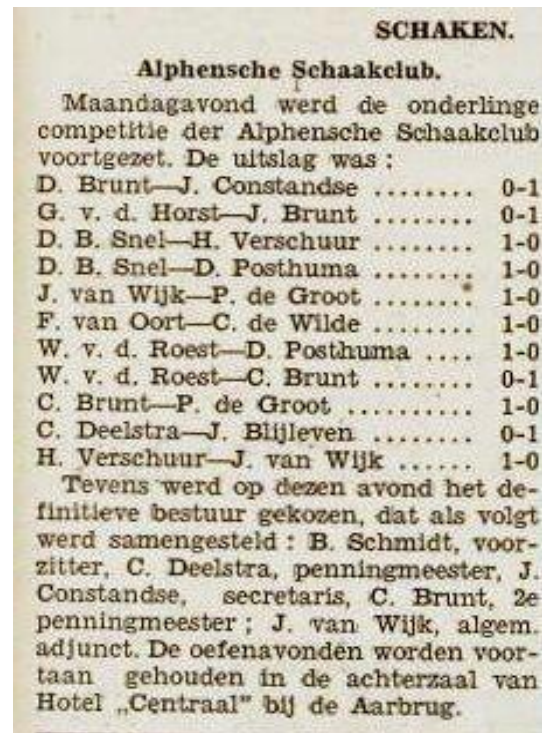 SCHAKEN.
Alphensche Schaakclub.
Maandagavond werd de onderlinge
competitie der Alphensche Schaakclub
voortgezet. De uitslag was :
D. Brunt—J. Constandse ........ 0-1
G. v. d. Horst—J. Brunt ........ 0-1
D. B. Snel—H. Verschuur ........ 1-0
D. B. Snel—D. Posthuma ........ 1-0
J. van Wijk—P. de Groot ........ 1-0
F. van Oort—C. de Wilde ........ 1-0
W. v. d. Roest—D. Posthuma .... 1-0
W. v. d. Roest—C. Brunt ........ 0-1
C. Brunt—P. de Groot .......... 1-0
C. Deelstra—J. Blijleven ........ 0-1
H. Verschuur—J. van Wijk ...... 1-0
Tevens werd op dezen avond het de-
finitieve bestuur gekozen, dat als volgt
werd samengesteld : B. Schmidt, voor-
zitter, C. Deelstra, penningmeester, J.
Constandse, secretaris, C. Brunt, 2e
penningmeester ; J. van Wijk, algem.
adjunct. De oefenavonden worden voor-
taan gehouden in de achterzaal van
Hotel „Centraal" bij de Aarbrug.